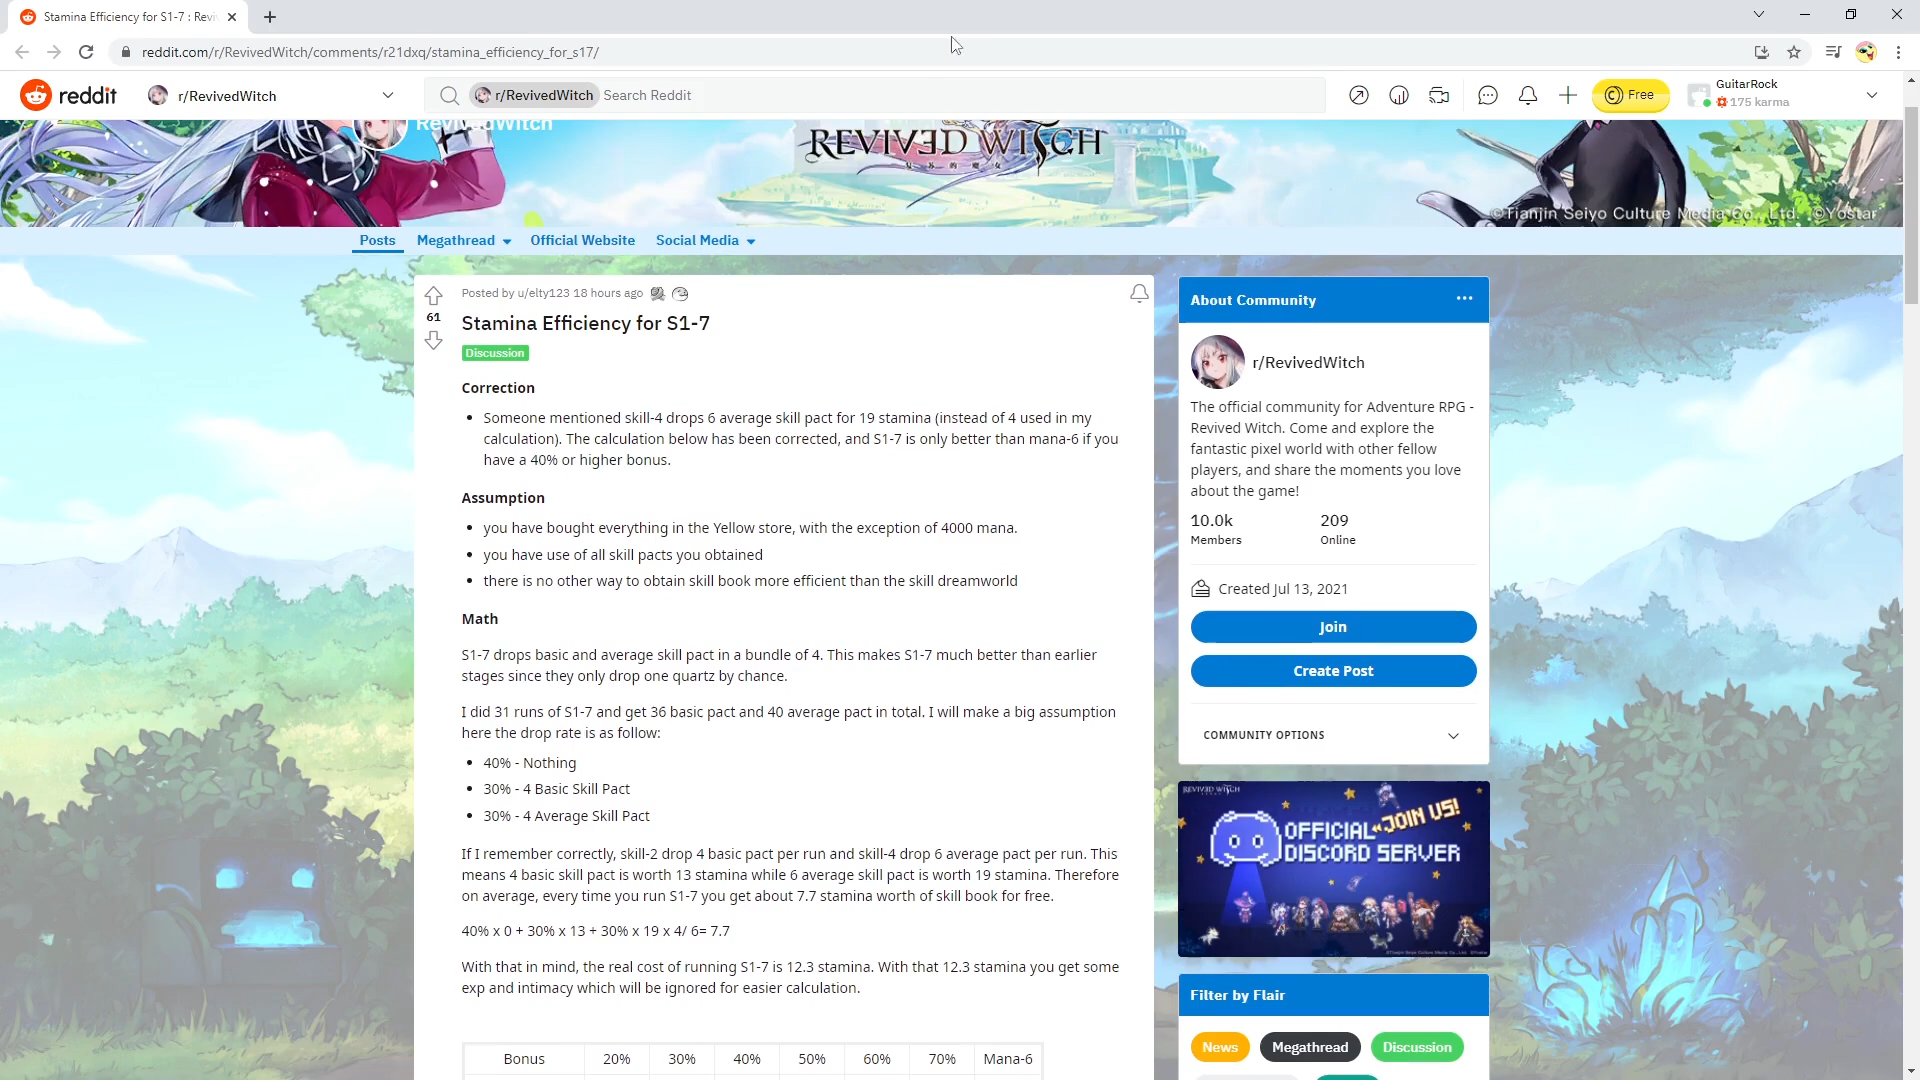 Stamina Efficiency for S1-7 : Revi
reddit.com/r/RevivedWitch/comments/r21dxq/stamina_efficiency_for_s17/
reddit
r/RevivedWitch
r/RevivedWitch Search Reddit
Free
GuitarRock
175 karma
RevivedWitch
REVIVED WITCH
©Tianjin Seiyo Culture Media Co., Ltd. ©Yostar
Posts Megathread Official Website Social Media
61
Posted by u/elty123 18 hours ago
Stamina Efficiency for S1-7
Discussion
Correction
• Someone mentioned skill-4 drops 6 average skill pact for 19 stamina (instead of 4 used in my
calculation). The calculation below has been corrected, and S1-7 is only better than mana-6 if you
have a 40% or higher bonus.
Assumption
• you have bought everything in the Yellow store, with the exception of 4000 mana.
• you have use of all skill pacts you obtained
• there is no other way to obtain skill book more efficient than the skill dreamworld
Math
S1-7 drops basic and average skill pact in a bundle of 4. This makes S1-7 much better than earlier
stages since they only drop one quartz by chance.
I did 31 runs of S1-7 and get 36 basic pact and 40 average pact in total. I will make a big assumption
here the drop rate is as follow:
• 40% - Nothing
• 30% - 4 Basic Skill Pact
• 30% - 4 Average Skill Pact
If I remember correctly, skill-2 drop 4 basic pact per run and skill-4 drop 6 average pact per run. This
means 4 basic skill pact is worth 13 stamina while 6 average skill pact is worth 19 stamina. Therefore
on average, every time you run S1-7 you get about 7.7 stamina worth of skill book for free.
40% x 0 + 30% x 13 + 30% x 19 x 4/ 6= 7.7
With that in mind, the real cost of running S1-7 is 12.3 stamina. With that 12.3 stamina you get some
exp and intimacy which will be ignored for easier calculation.
Bonus 20% 30% 40% 50% 60% 70% Mana-6
About Community
r/RevivedWitch
The official community for Adventure RPG -
Revived Witch. Come and explore the
fantastic pixel world with other fellow
players, and share the moments you love
about the game!
10.0k 209
Members Online
Created Jul 13, 2021
Join
Create Post
COMMUNITY OPTIONS
REVIVED WITCH
JOIN US!
OFFICIAL
DISCORD SERVER
Filter by Flair
News Megathread Discussion